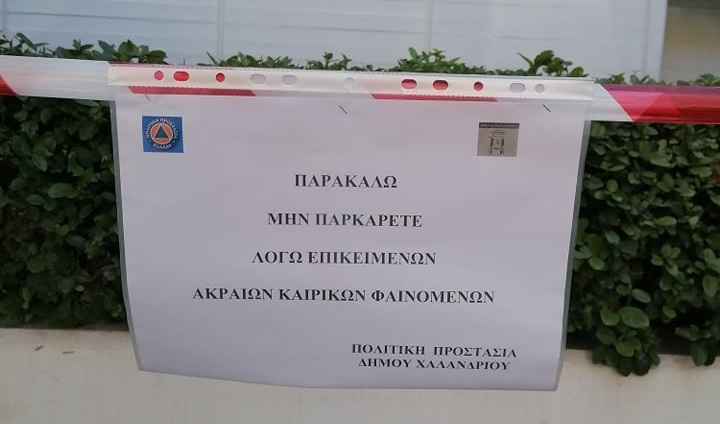 ΠΑΡΑΚΑΛΩ
ΜΗΝ ΠΑΡΚΑΡΕΤΕ
ΛΟΓΩ ΕΠΙΚΕΙΜΕΝΩΝ
ΑΚΡΑΙΩΝ ΚΑΙΡΙΚΩΝ ΦΑΙΝΟΜΕΝΩΝ
ΠΟΛΙΤΙΚΗ ΠΡΟΣΤΑΣΙΑ
ΔΗΜΟΥ ΧΑΛΑΝΔΡΙΟΥ